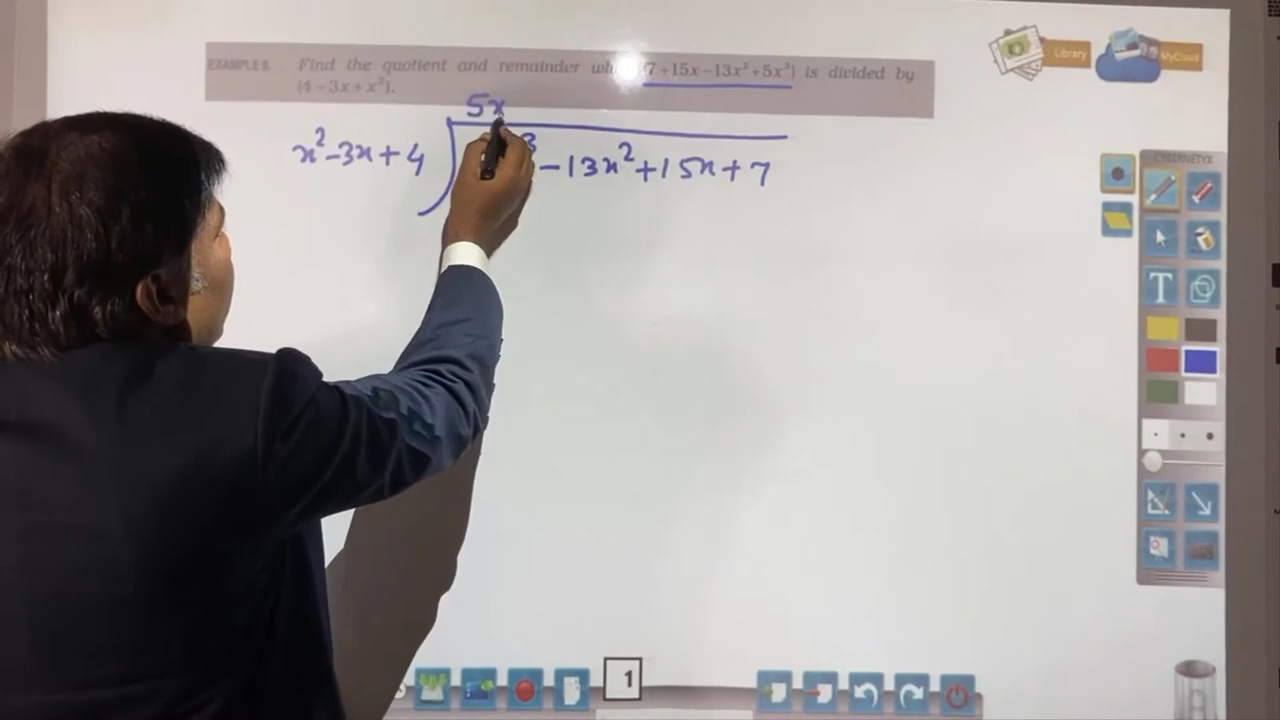 EXAMPLE 8. Find the quotient and remainder (7 + 15x − 13x² + 5x³) is divided by
(4 − 3x + x²).
Library
MyCloud
5x
x² − 3x + 4 − 13x² + 15x + 7
CYBERNETYX
T
1